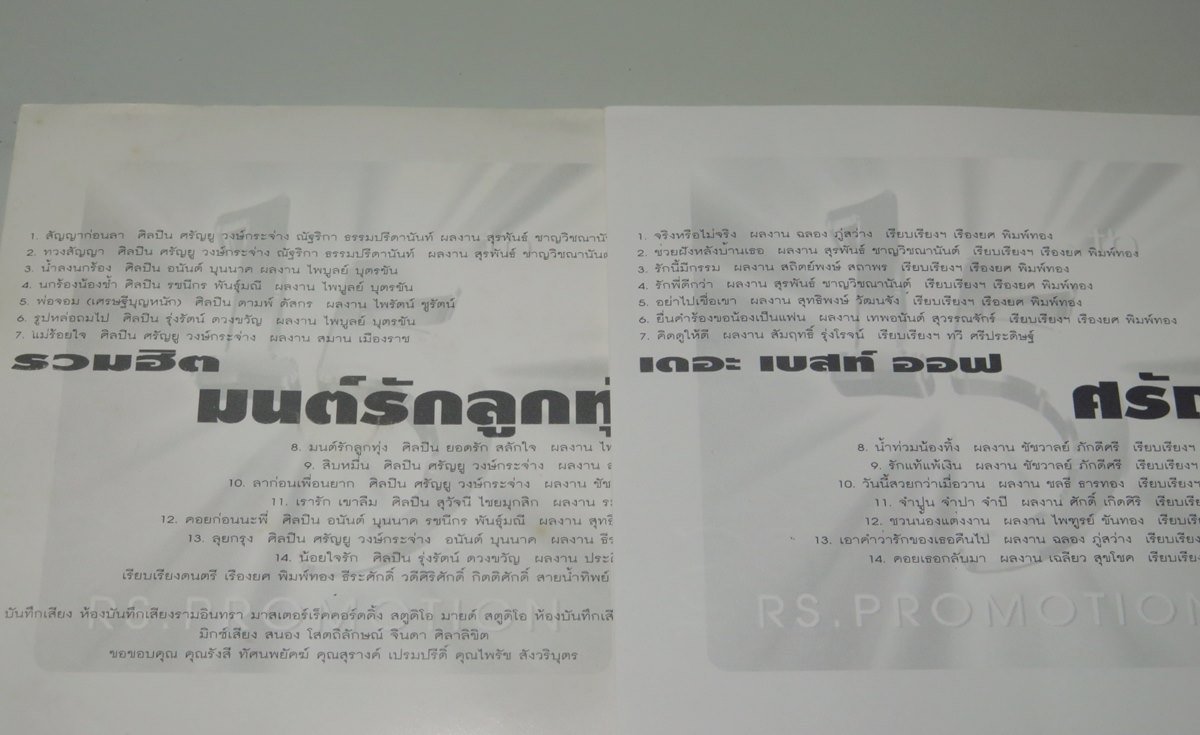 1. สัญญาก่อนลา ศิลปิน ศรัญยู วงษ์กระจ่าง ณัฐริกา ธรรมปรีดานันท์ ผลงาน สุรพันธ์ ชาญวิชณานั
2. ทวงสัญญา ศิลปิน ศรัญยู วงษ์กระจ่าง ณัฐริกา ธรรมปรีดานันท์ ผลงาน สุรพันธ์ ชาญวิชณานันต
3. น้ำลงนกร้อง ศิลปิน อนันต์ บุนนาค ผลงาน ไพบูลย์ บุตรขัน
4. นกร้องน้องช้ำ ศิลปิน รชนีกร พันธุ์มณี ผลงาน ไพบูลย์ บุตรขัน
5. พ่อจอม (เศรษฐีบุญหนัก) ศิลปิน ดามพ์ ดัสกร ผลงาน ไพรัตน์ ชูรัตน์
6. รูปหล่อถมไป ศิลปิน รุ่งรัตน์ ดวงขวัญ ผลงาน ไพบูลย์ บุตรขัน
7. แม่ร้อยใจ ศิลปิน ศรัญยู วงษ์กระจ่าง ผลงาน สมาน เมืองราช
รวมฮิต
มนต์รักลูกทุ่
8. มนต์รักลูกทุ่ง ศิลปิน ยอดรัก สลักใจ ผลงาน ไพ
9. สิบหมื่น ศิลปิน ศรัญยู วงษ์กระจ่าง ผลงาน
10. ลาก่อนเพื่อนยาก ศิลปิน ศรัญยู วงษ์กระจ่าง ผลงาน ชัช
11. เรารัก เขาลืม ศิลปิน สุวัจนี ไชยมุกสิก ผลงาน
12. คอยก่อนนะพี่ ศิลปิน อนันต์ บุนนาค รชนีกร พันธุ์มณี ผลงาน สุทธิ
13. ลุยกรุง ศิลปิน ศรัญยู วงษ์กระจ่าง อนันต์ บุนนาค ผลงาน ธีร
14. น้อยใจรัก ศิลปิน รุ่งรัตน์ ดวงขวัญ ผลงาน ประดิ
เรียบเรียงดนตรี เรืองยศ พิมพ์ทอง ธีระศักดิ์ วดีศิริศักดิ์ กิตติศักดิ์ สายน้ำทิพย์
บันทึกเสียง ห้องบันทึกเสียงรามอินทรา มาสเตอร์เร็คคอร์ดดิ้ง สตูดิโอ มายด์ สตูดิโอ ห้องบันทึกเสี
มิกซ์เสียง สนอง โสตถิลักษณ์ จินดา ศิลาลิขิต
ขอขอบคุณ คุณรังสี ทัศนพยัคฆ์ คุณสุรางค์ เปรมปรีดิ์ คุณไพรัช สังวริบุตร
RS.PROMOTION
1. จริงหรือไม่จริง ผลงาน ฉลอง ภู่สว่าง เรียบเรียงฯ เรืองยศ พิมพ์ทอง
2. ช่วยฝังหลังบ้านเธอ ผลงาน สุรพันธ์ ชาญวิชณานันต์ เรียบเรียงฯ เรืองยศ พิมพ์ทอง
3. รักนี้มีกรรม ผลงาน สถิตย์พงษ์ สถาพร เรียบเรียงฯ เรืองยศ พิมพ์ทอง
4. รักพี่ดีกว่า ผลงาน สุรพันธ์ ชาญวิชณานันต์ เรียบเรียงฯ เรืองยศ พิมพ์ทอง
5. อย่าไปเชื่อเขา ผลงาน สุทธิพงษ์ วัฒนจัง เรียบเรียงฯ เรืองยศ พิมพ์ทอง
6. ยื่นคำร้องขอน้องเป็นแฟน ผลงาน เทพอนันต์ สุวรรณจักร์ เรียบเรียงฯ เรืองยศ พิมพ์ทอง
7. คิดดูให้ดี ผลงาน สัมฤทธิ์ รุ่งโรจน์ เรียบเรียงฯ ทวี ศรีประดิษฐ์
เดอะ เบสท์ ออฟ
ศรัญ
8. น้ำท่วมน้องทิ้ง ผลงาน ชัชวาลย์ ภักดีศรี เรียบเรียงฯ
9. รักแท้แพ้เงิน ผลงาน ชัชวาลย์ ภักดีศรี เรียบเรียงฯ
10. วันนี้สวยกว่าเมื่อวาน ผลงาน ชลธี ธารทอง เรียบเรียงฯ
11. จำปูน จำปา จำปี ผลงาน ศักดิ์ เกิดศิริ เรียบเรียง
12. ชวนน้องแต่งงาน ผลงาน ไพฑูรย์ ขันทอง เรียบเรี
13. เอาคำว่ารักของเธอคืนไป ผลงาน ฉลอง ภู่สว่าง เรียบเรียง
14. คอยเธอกลับมา ผลงาน เฉลียว สุขโชค เรียบเรียง
RS.PROMOTION